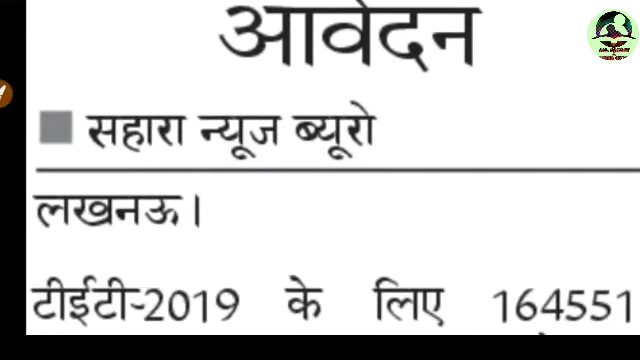 आवेदन
सहारा न्यूज ब्यूरो
लखनऊ।
टीईटी-2019 के लिए 164551